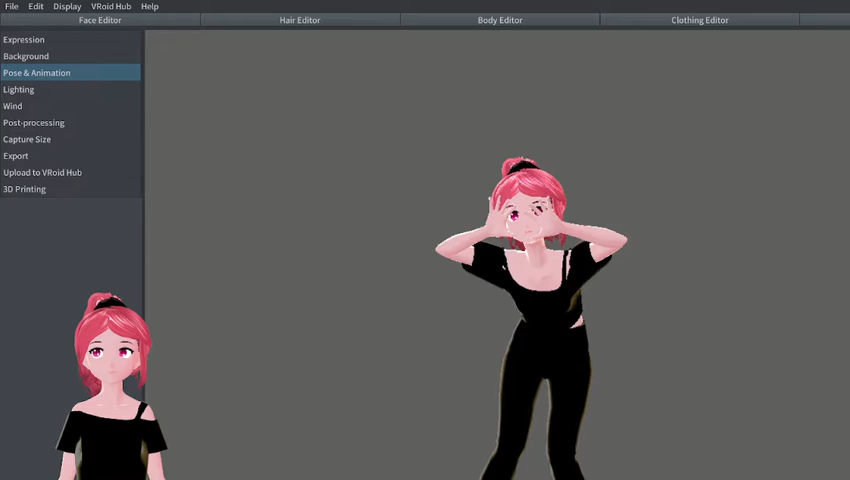 File Edit Display VRoid Hub Help
Face Editor Hair Editor Body Editor Clothing Editor
Expression
Background
Pose & Animation
Lighting
Wind
Post-processing
Capture Size
Export
Upload to VRoid Hub
3D Printing